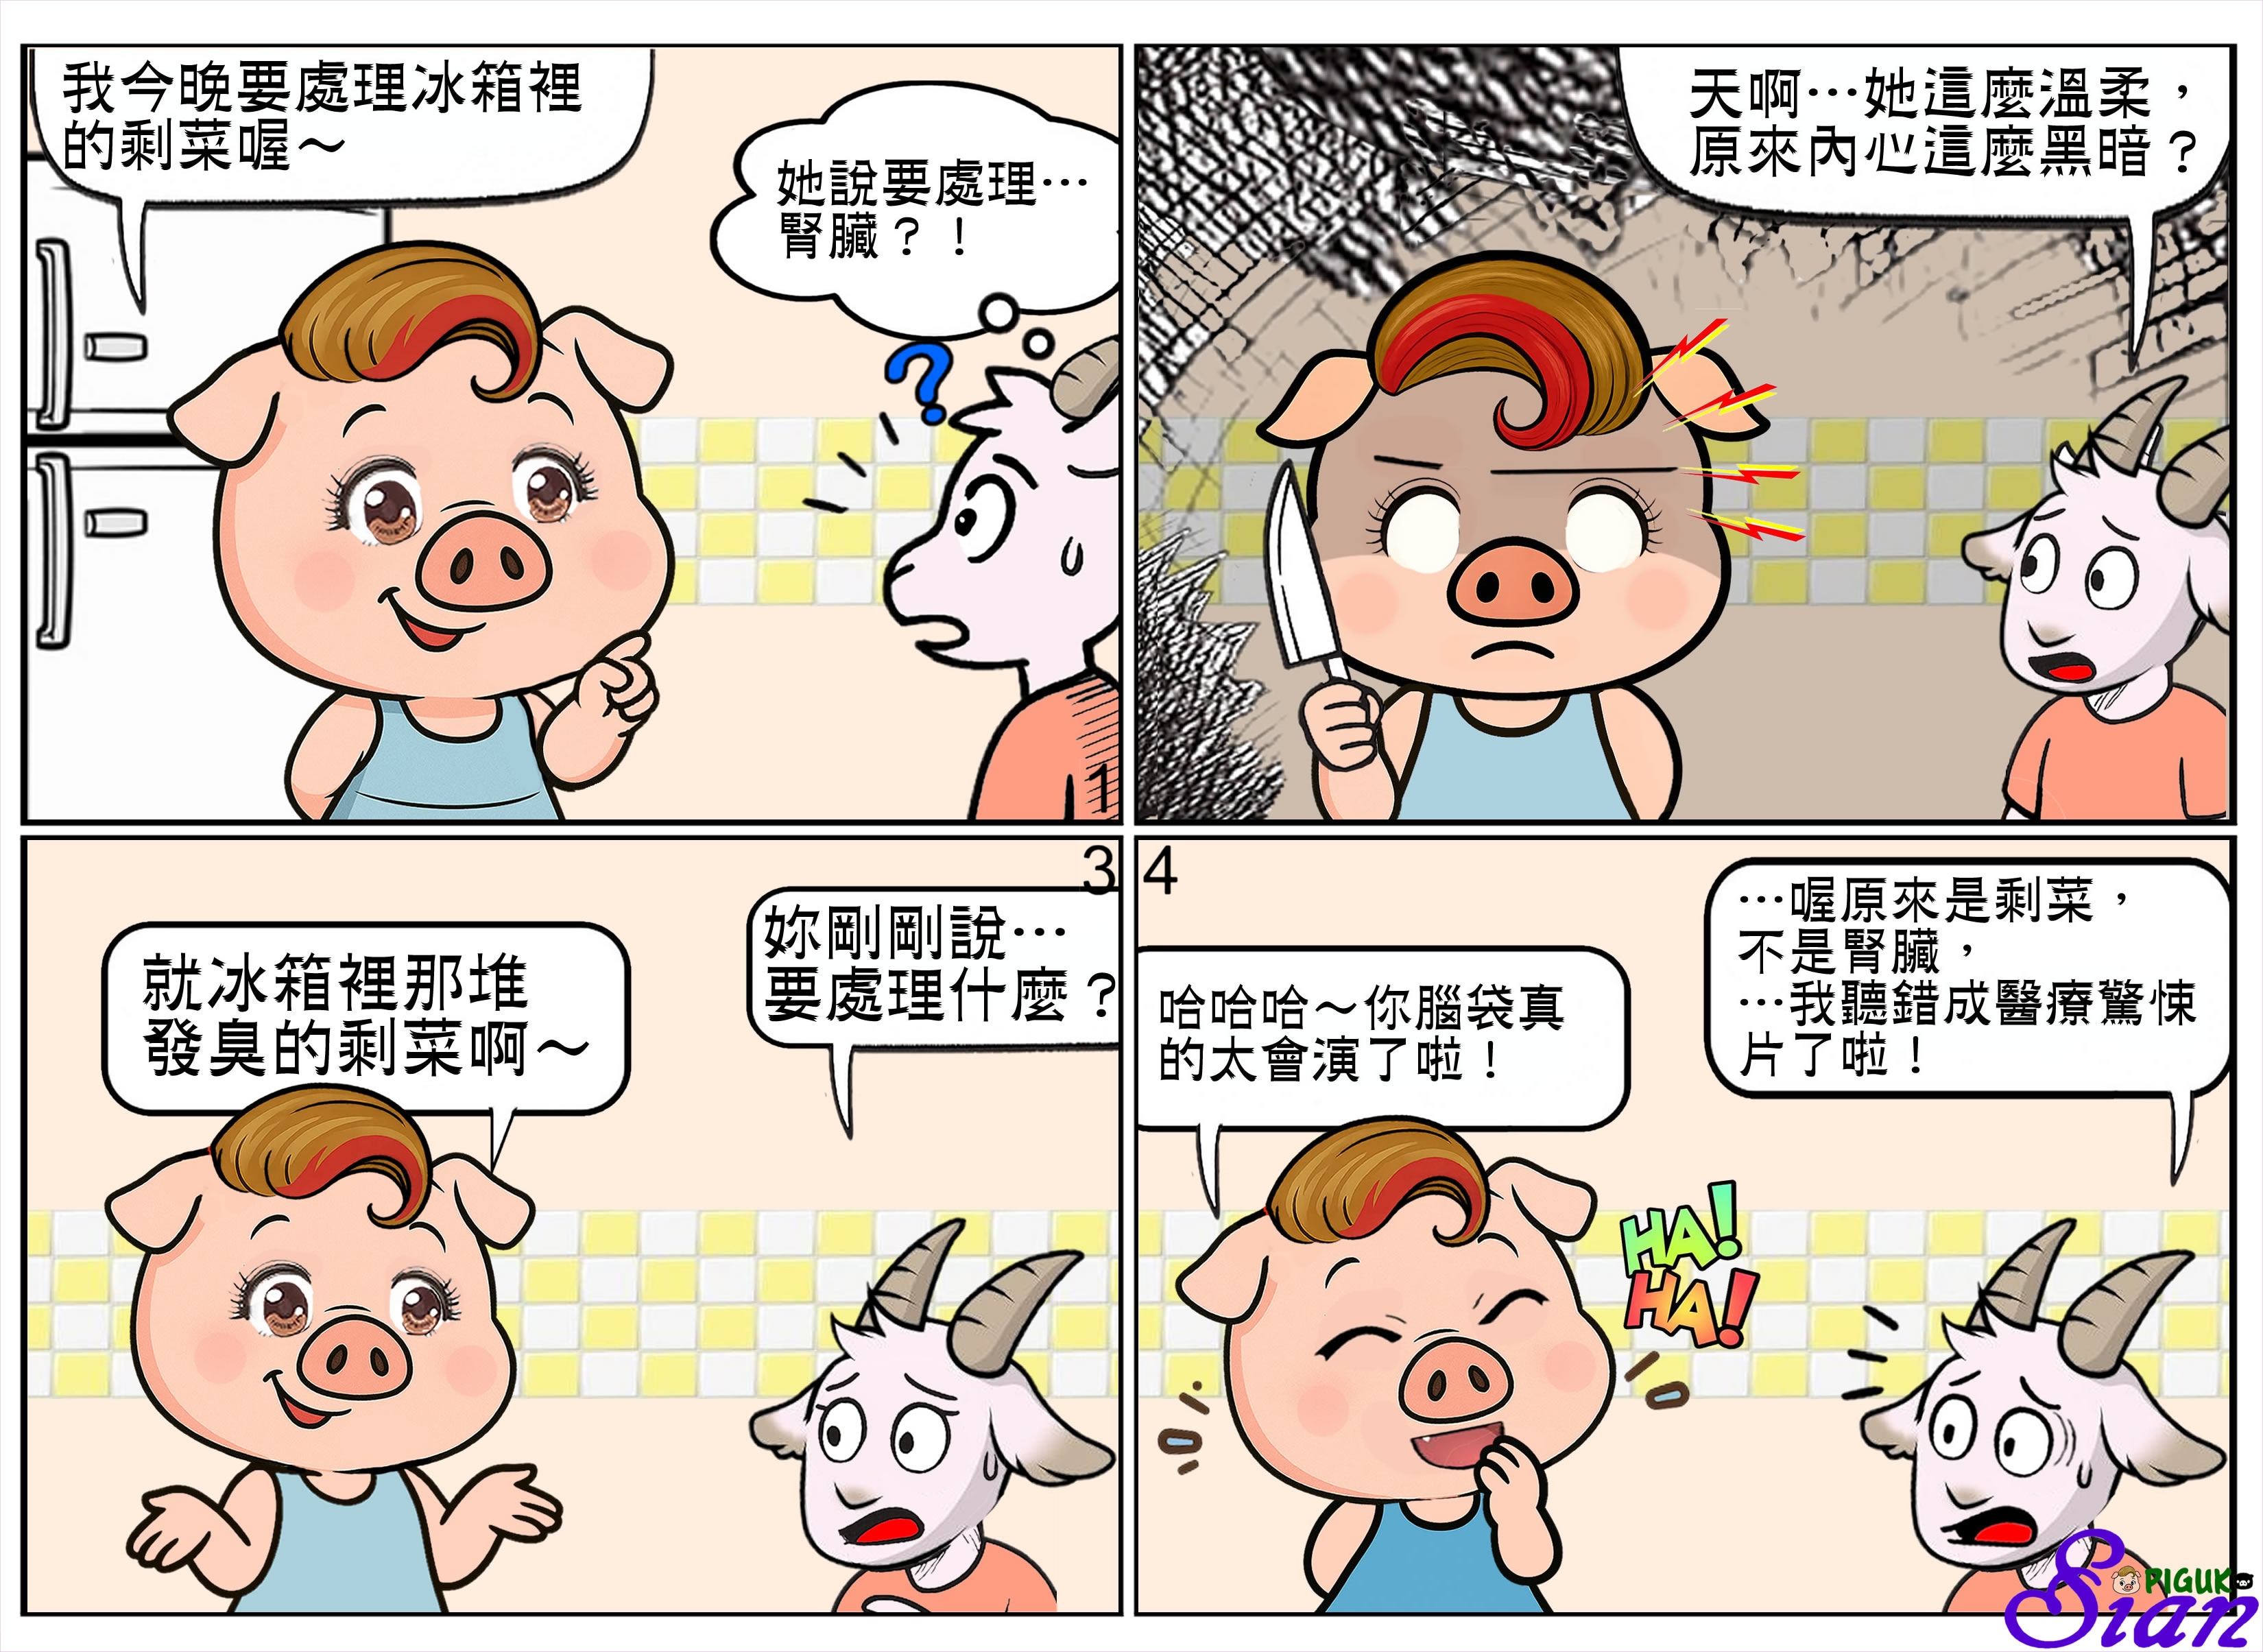 我今晚要處理冰箱裡
的剩菜喔～
她說要處理…
腎臟？！
?
1
天啊…她這麼溫柔，
原來內心這麼黑暗？
3
妳剛剛說…
要處理什麼？
就冰箱裡那堆
發臭的剩菜啊～
4
…喔原來是剩菜，
不是腎臟，
…我聽錯成醫療驚悚
片了啦！
哈哈哈～你腦袋真
的太會演了啦！
HA!
HA!
PIGUK
Sian